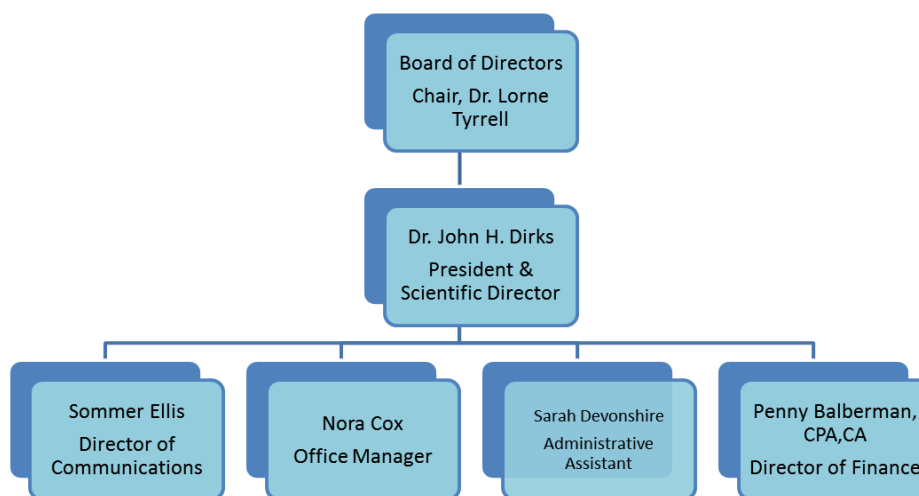 Board of Directors
Chair, Dr. Lorne
Tyrrell
Dr. John H. Dirks
President &
Scientific Director
Sommer Ellis
Director of
Communications
Nora Cox
Office Manager
Sarah Devonshire
Administrative
Assistant
Penny Balberman,
CPA,CA
Director of Finance